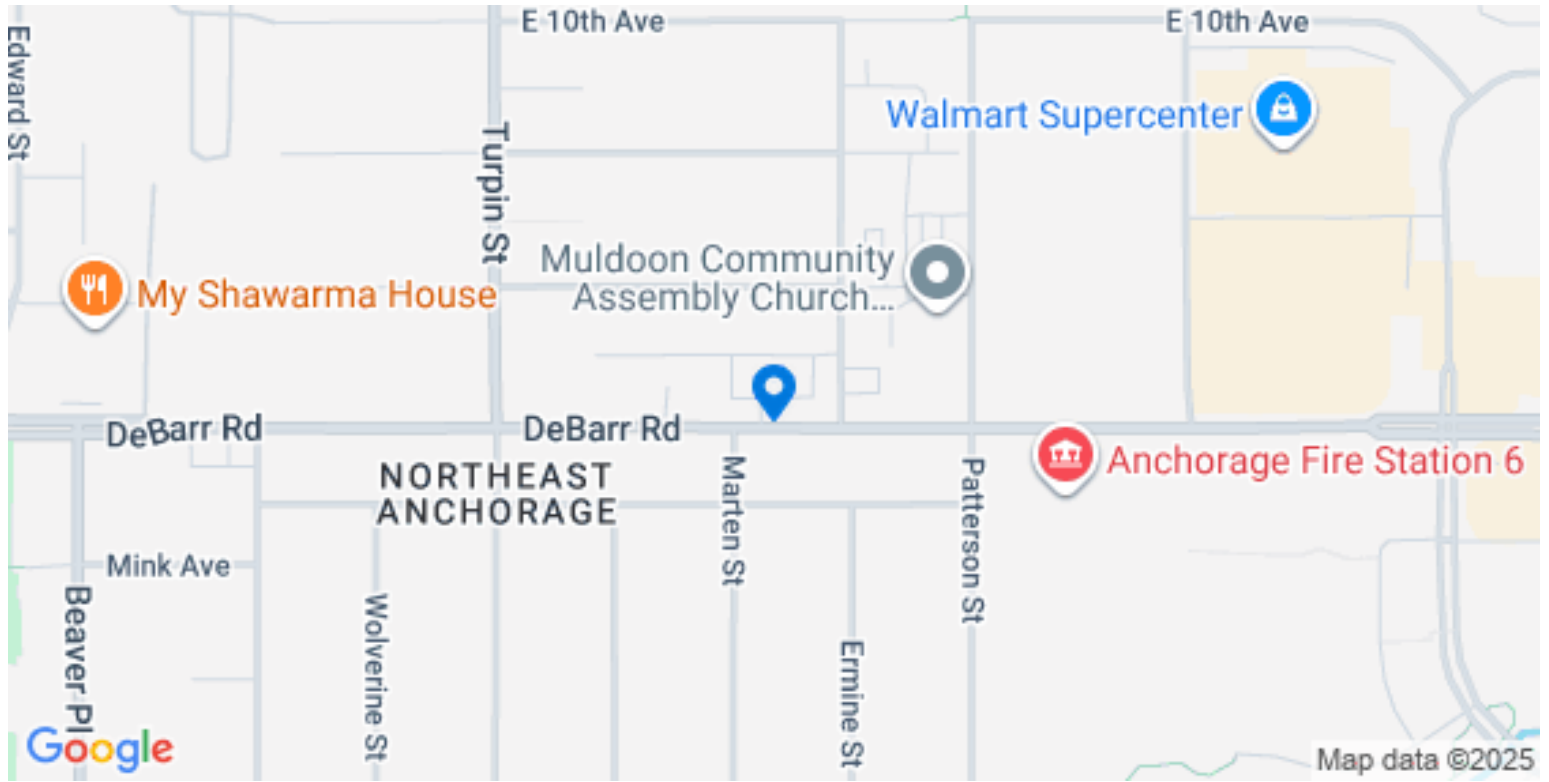 E 10th Ave
E 10th Ave
Edward St
Walmart Supercenter
Turpin St
Muldoon Community
Assembly Church...
My Shawarma House
DeBarr Rd
DeBarr Rd
Anchorage Fire Station 6
NORTHEAST
ANCHORAGE
Marten St
Patterson St
Mink Ave
Beaver Pl
Wolverine St
Ermine St
Google
Map data ©2025